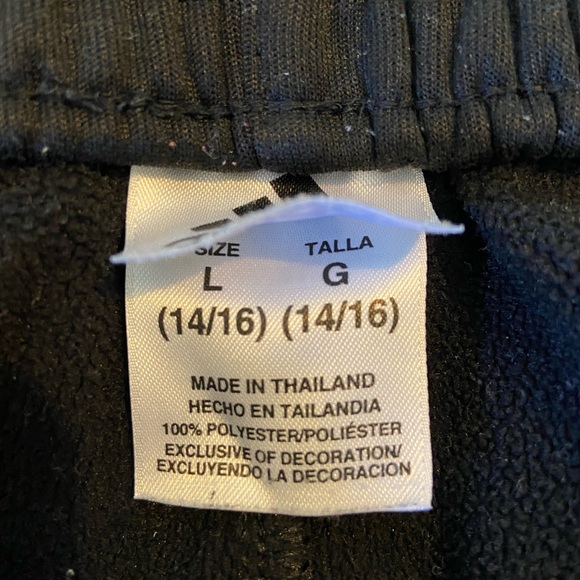 SIZE TALLA
L G
(14/16) (14/16)
MADE IN THAILAND
HECHO EN TAILANDIA
100% POLYESTER/POLIÉSTER
EXCLUSIVE OF DECORATION/
EXCLUYENDO LA DECORACION